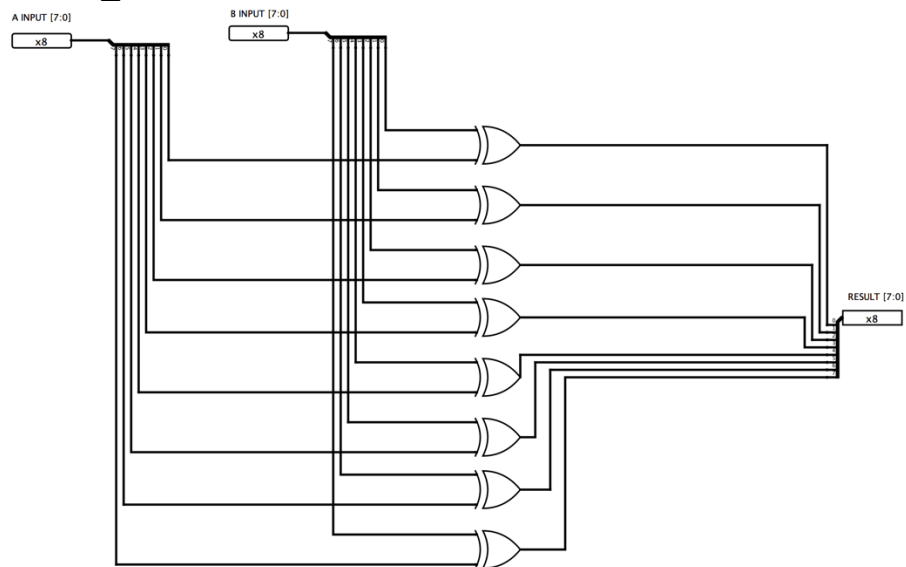 A INPUT [7:0]
x8
B INPUT [7:0]
x8
RESULT [7:0]
x8